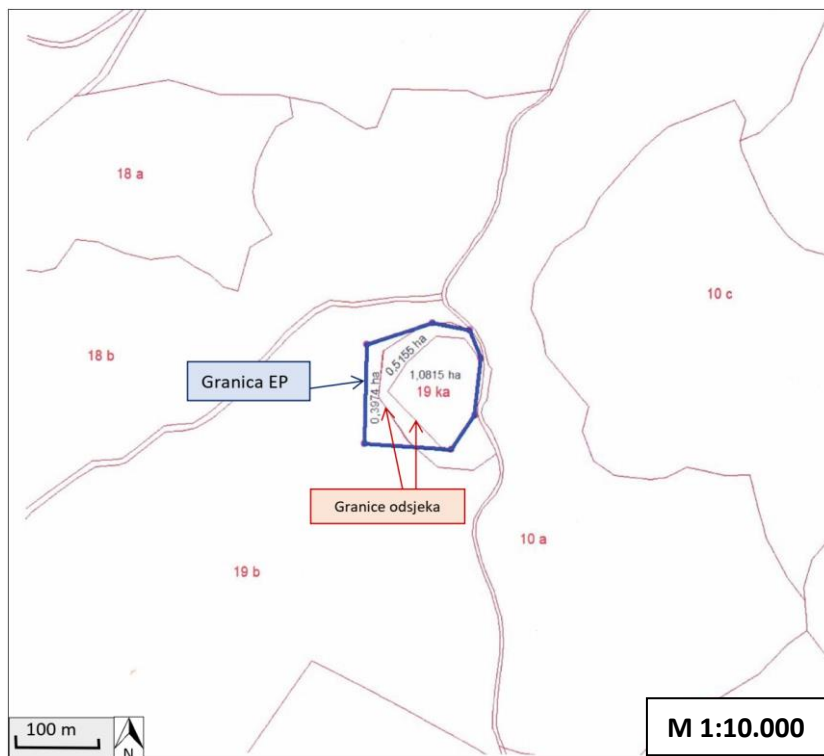 18 a
10 c
18 b
Granica EP
0,5155 ha
0,3974 ha
1,0815 ha
19 ka
Granice odsjeka
10 a
19 b
100 m
N
M 1:10.000